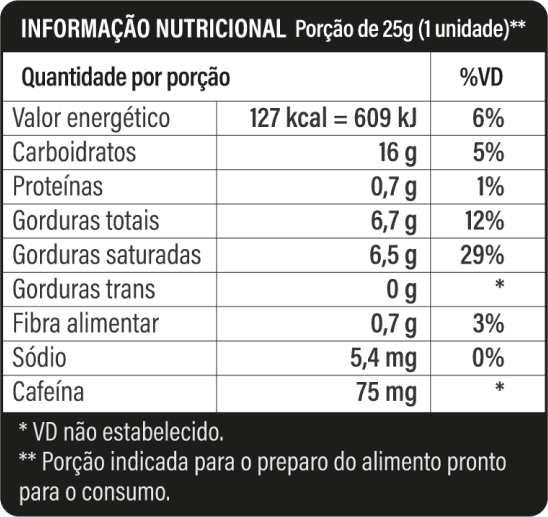 INFORMAÇÃO NUTRICIONAL Porção de 25g (1 unidade)**
Quantidade por porção %VD
Valor energético 127 kcal = 609 kJ 6%
Carboidratos 16 g 5%
Proteínas 0,7 g 1%
Gorduras totais 6,7 g 12%
Gorduras saturadas 6,5 g 29%
Gorduras trans 0 g *
Fibra alimentar 0,7 g 3%
Sódio 5,4 mg 0%
Cafeína 75 mg *
* VD não estabelecido.
** Porção indicada para o preparo do alimento pronto
para o consumo.